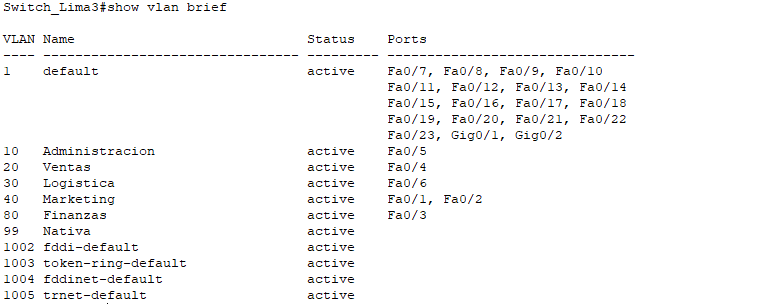 Switch_Lima3#show vlan brief
VLAN Name                             Status    Ports
---- -------------------------------- --------- -------------------------------
1    default                          active    Fa0/7, Fa0/8, Fa0/9, Fa0/10
                                                Fa0/11, Fa0/12, Fa0/13, Fa0/14
                                                Fa0/15, Fa0/16, Fa0/17, Fa0/18
                                                Fa0/19, Fa0/20, Fa0/21, Fa0/22
                                                Fa0/23, Gig0/1, Gig0/2
10   Administracion                   active    Fa0/5
20   Ventas                           active    Fa0/4
30   Logistica                        active    Fa0/6
40   Marketing                        active    Fa0/1, Fa0/2
80   Finanzas                         active    Fa0/3
99   Nativa                           active
1002 fddi-default                     active
1003 token-ring-default               active
1004 fddinet-default                  active
1005 trnet-default                    active